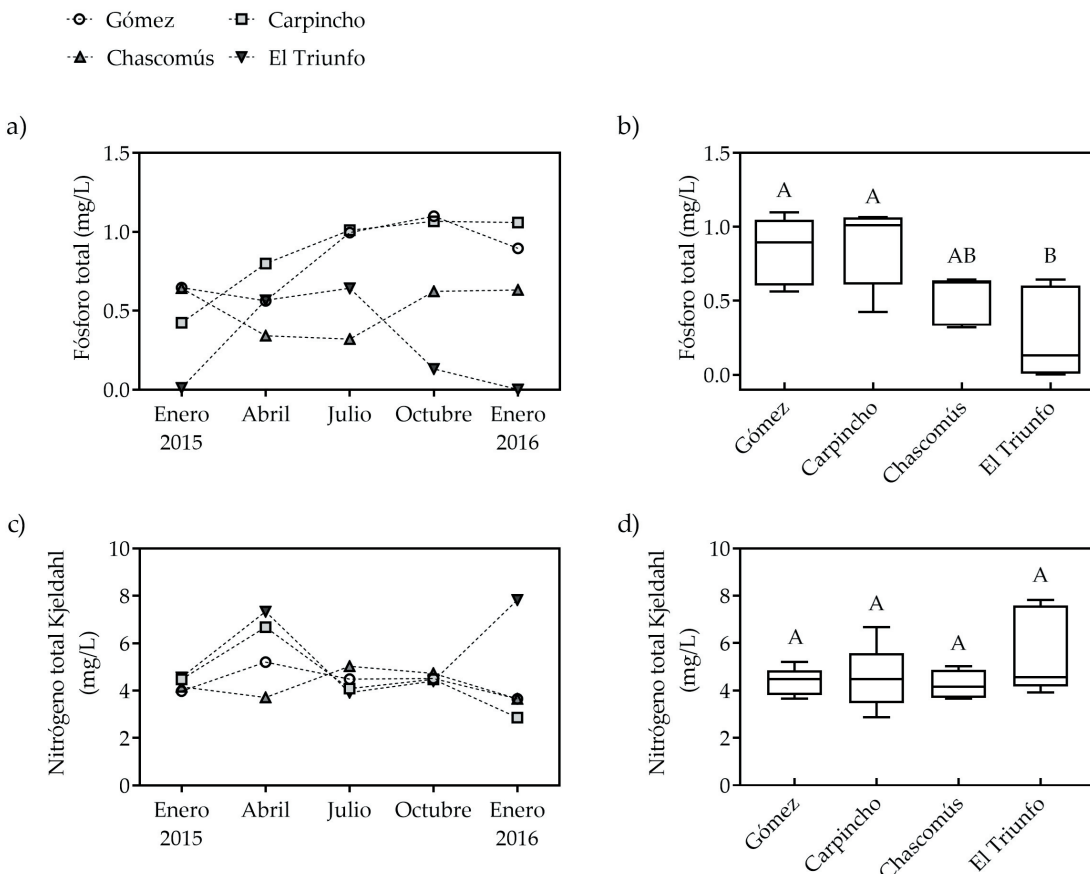 Gómez
Carpincho
Chascomús
El Triunfo
a)
Fósforo total (mg/L)
1.5
1.0
0.5
0.0
Enero
2015
Abril
Julio
Octubre
Enero
2016
b)
Fósforo total (mg/L)
1.5
1.0
0.5
0.0
A
A
AB
B
Gómez
Carpincho
Chascomús
El Triunfo
c)
Nitrógeno total Kjeldahl
(mg/L)
10
8
6
4
2
0
Enero
2015
Abril
Julio
Octubre
Enero
2016
d)
Nitrógeno total Kjeldahl
(mg/L)
10
8
6
4
2
0
A
A
A
A
Gómez
Carpincho
Chascomús
El Triunfo